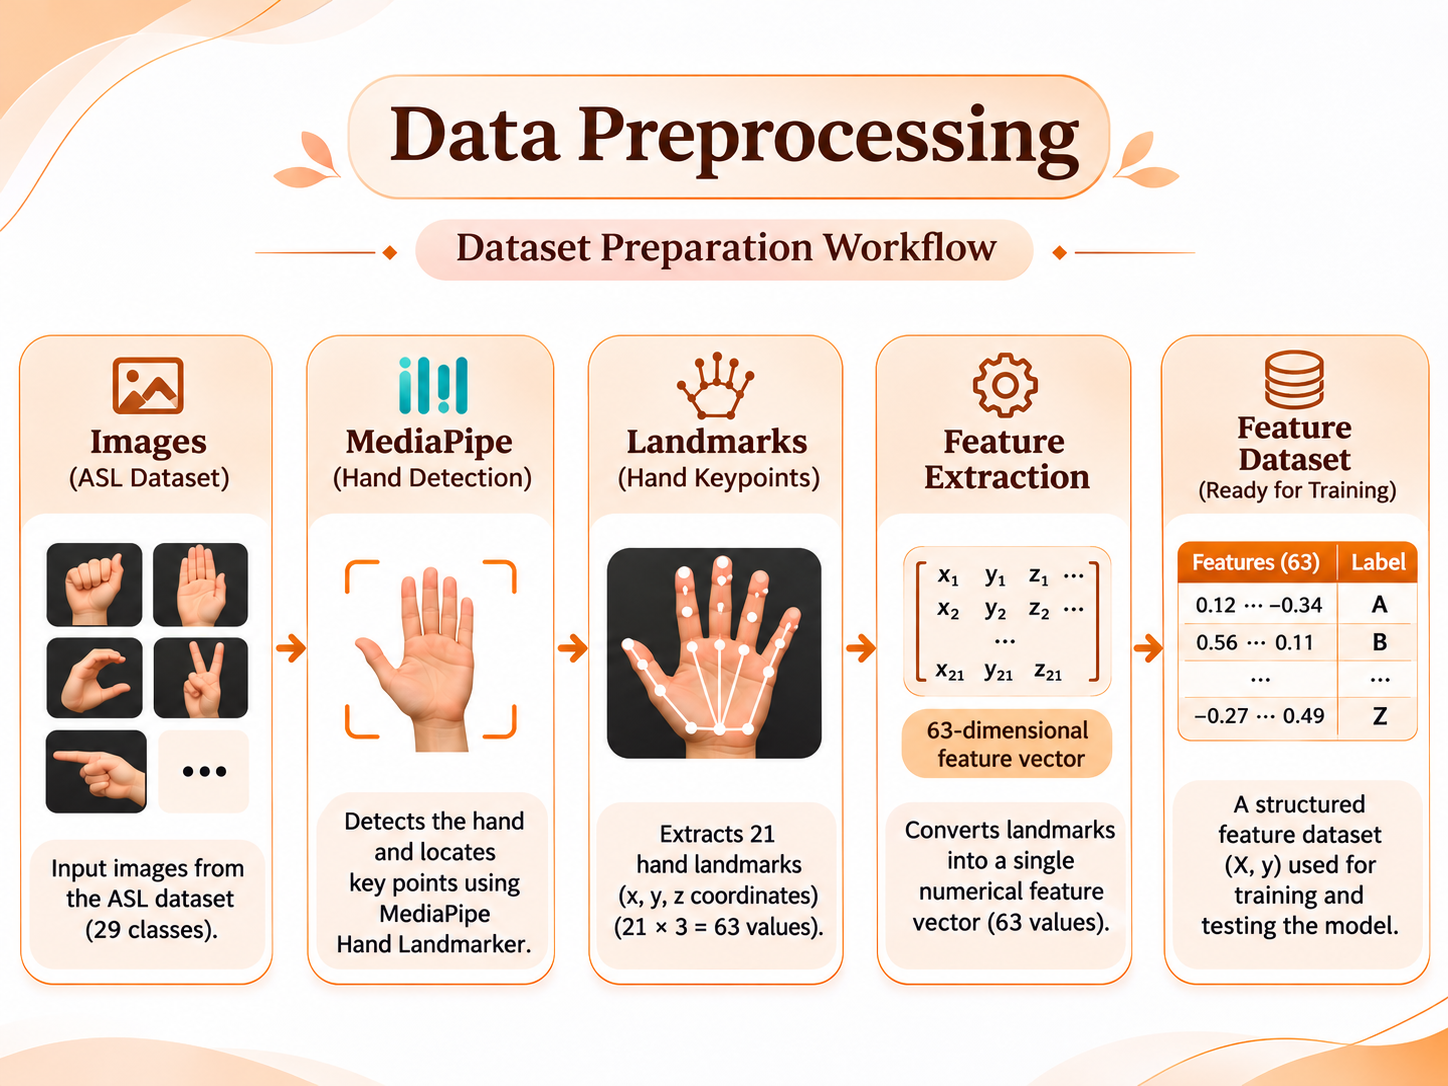 Data Preprocessing
Dataset Preparation Workflow
Images
(ASL Dataset)
•••
Input images from
the ASL dataset
(29 classes).
MediaPipe
(Hand Detection)
Detects the hand
and locates
key points using
MediaPipe
Hand Landmarker.
Landmarks
(Hand Keypoints)
Extracts 21
hand landmarks
(x, y, z coordinates)
(21 × 3 = 63 values).
Feature
Extraction
x₁ y₁ z₁ ···
x₂ y₂ z₂ ···
···
x₂₁ y₂₁ z₂₁
63-dimensional
feature vector
Converts landmarks
into a single
numerical feature
vector (63 values).
Feature
Dataset
(Ready for Training)
Features (63) Label
0.12 ··· −0.34 A
0.56 ··· 0.11 B
··· ···
−0.27 ··· 0.49 Z
A structured
feature dataset
(X, y) used for
training and
testing the model.